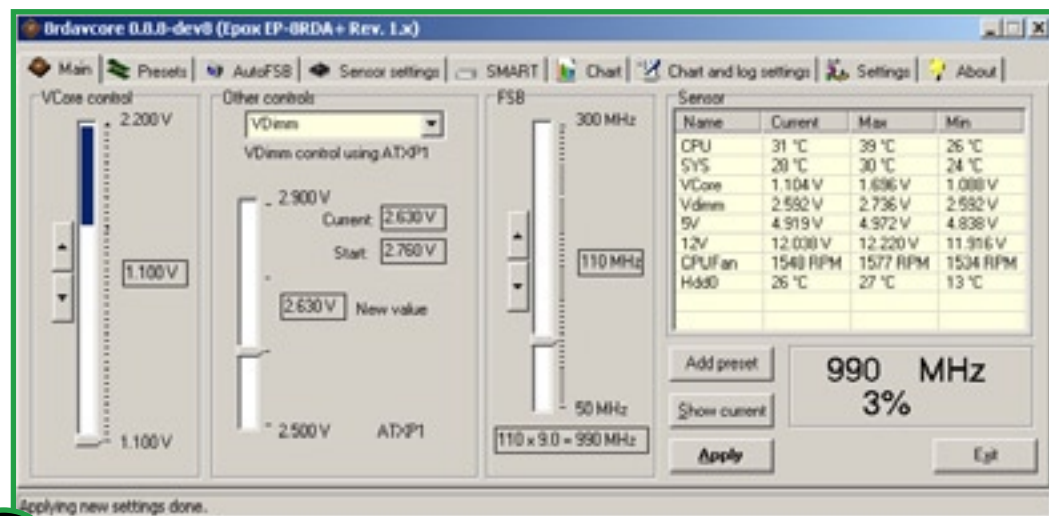 8rdavcore 0.8.8-dev8 (Epox EP-8RDA+ Rev. 1.x)
Main Presets AutoFSB Sensor settings SMART Chart Chart and log settings Settings About
VCore control
2.200 V
1.100 V
1.100 V
Other controls
VDimm
VDimm control using ATXP1
2.900 V
Current: 2.630 V
Start: 2.760 V
2.630 V New value
2.500 V ATXP1
FSB
300 MHz
110 MHz
50 MHz
110 x 9.0 = 990 MHz
Sensor
Name Current Max Min
CPU 31 °C 39 °C 26 °C
SYS 28 °C 30 °C 24 °C
VCore 1.104 V 1.696 V 1.088 V
Vdimm 2.592 V 2.736 V 2.592 V
5V 4.919 V 4.972 V 4.838 V
12V 12.038 V 12.220 V 11.916 V
CPUFan 1548 RPM 1577 RPM 1534 RPM
Hdd0 26 °C 27 °C 13 °C
Add preset
Show current
Apply
990 MHz
3%
Exit
Applying new settings done.